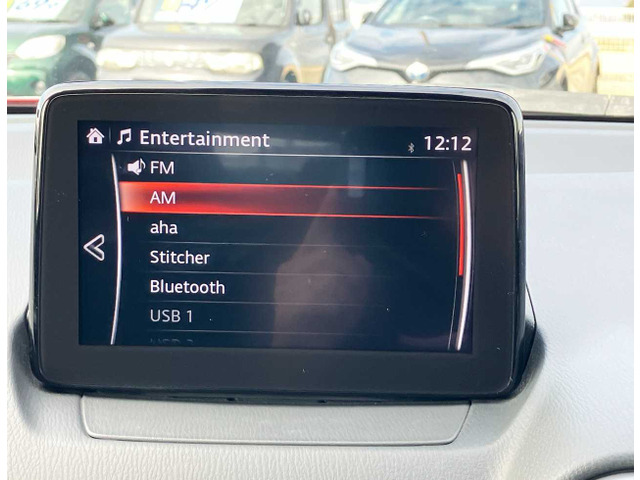 Entertainment 12:12
FM
AM
aha
Stitcher
Bluetooth
USB 1